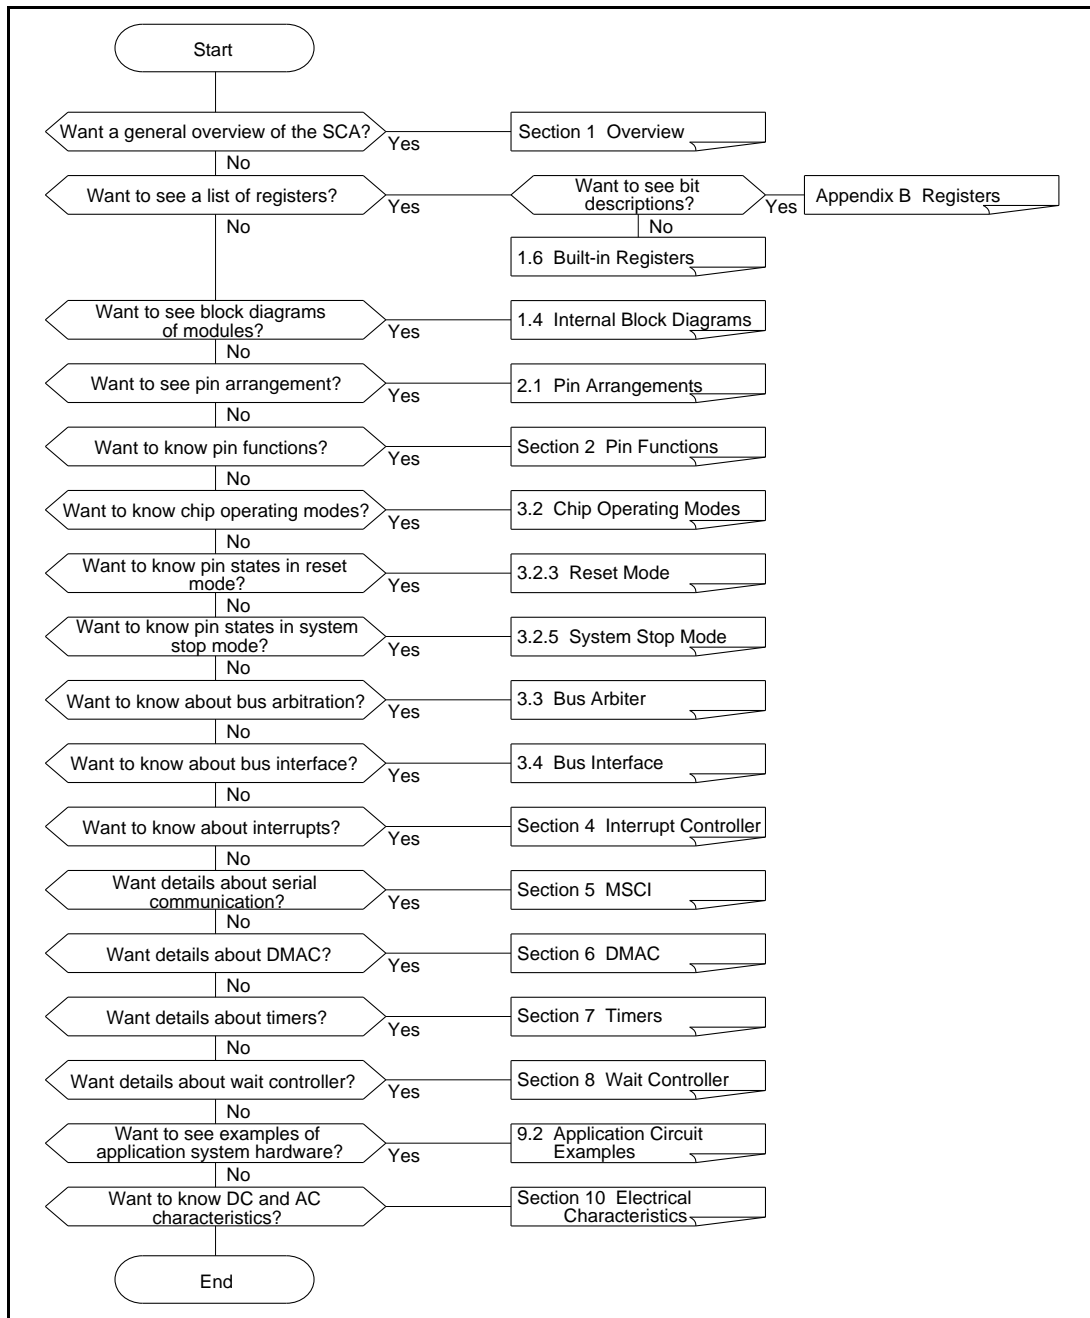 Start
Want a general overview of the SCA?
Yes
Section 1 Overview
No
Want to see a list of registers?
Yes
Want to see bit
descriptions?
Yes
Appendix B Registers
No
No
1.6 Built-in Registers
Want to see block diagrams
of modules?
Yes
1.4 Internal Block Diagrams
No
Want to see pin arrangement?
Yes
2.1 Pin Arrangements
No
Want to know pin functions?
Yes
Section 2 Pin Functions
No
Want to know chip operating modes?
Yes
3.2 Chip Operating Modes
No
Want to know pin states in reset
mode?
Yes
3.2.3 Reset Mode
No
Want to know pin states in system
stop mode?
Yes
3.2.5 System Stop Mode
No
Want to know about bus arbitration?
Yes
3.3 Bus Arbiter
No
Want to know about bus interface?
Yes
3.4 Bus Interface
No
Want to know about interrupts?
Yes
Section 4 Interrupt Controller
No
Want details about serial
communication?
Yes
Section 5 MSCI
No
Want details about DMAC?
Yes
Section 6 DMAC
No
Want details about timers?
Yes
Section 7 Timers
No
Want details about wait controller?
Yes
Section 8 Wait Controller
No
Want to see examples of
application system hardware?
Yes
9.2 Application Circuit
Examples
No
Want to know DC and AC
characteristics?
Section 10 Electrical
Characteristics
End